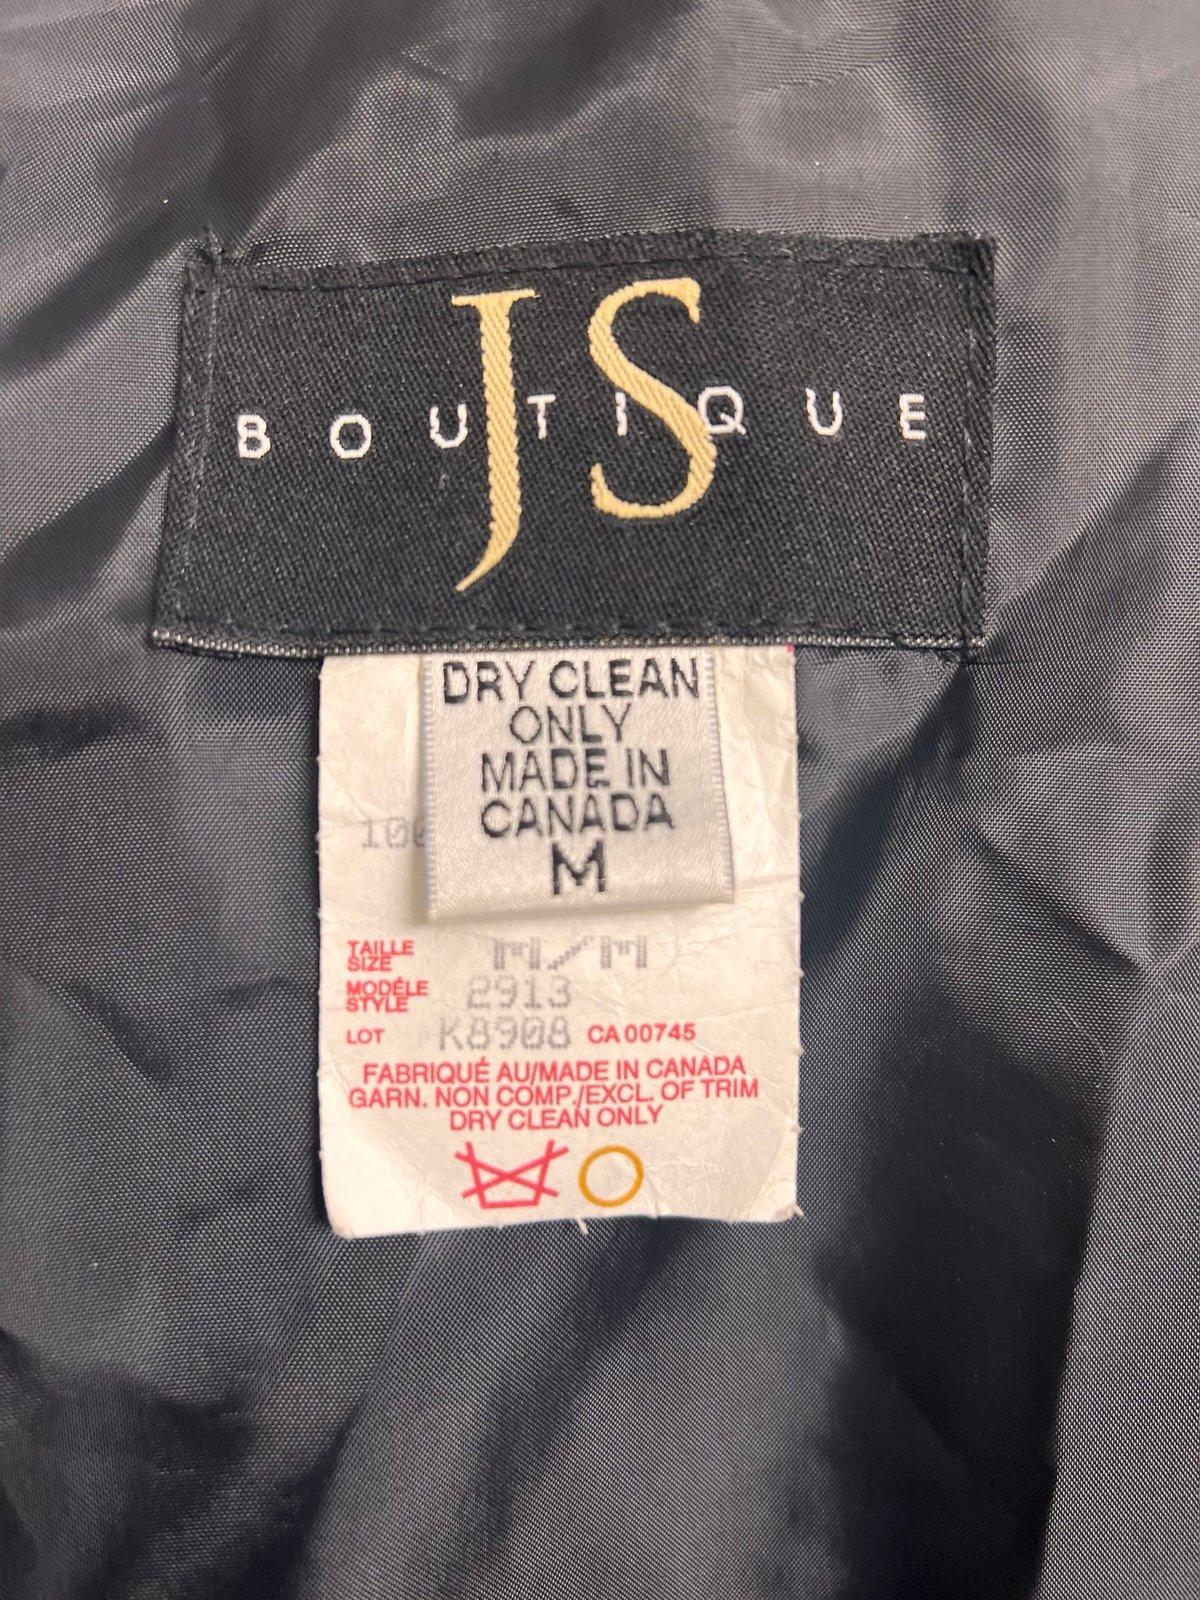 JS
BOUTIQUE
DRY CLEAN
ONLY
MADE IN
CANADA
M
TAILLE
SIZE
M/M
MODÉLE
STYLE
2913
LOT K8908 CA 00745
FABRIQUÉ AU/MADE IN CANADA
GARN. NON COMP./EXCL. OF TRIM
DRY CLEAN ONLY